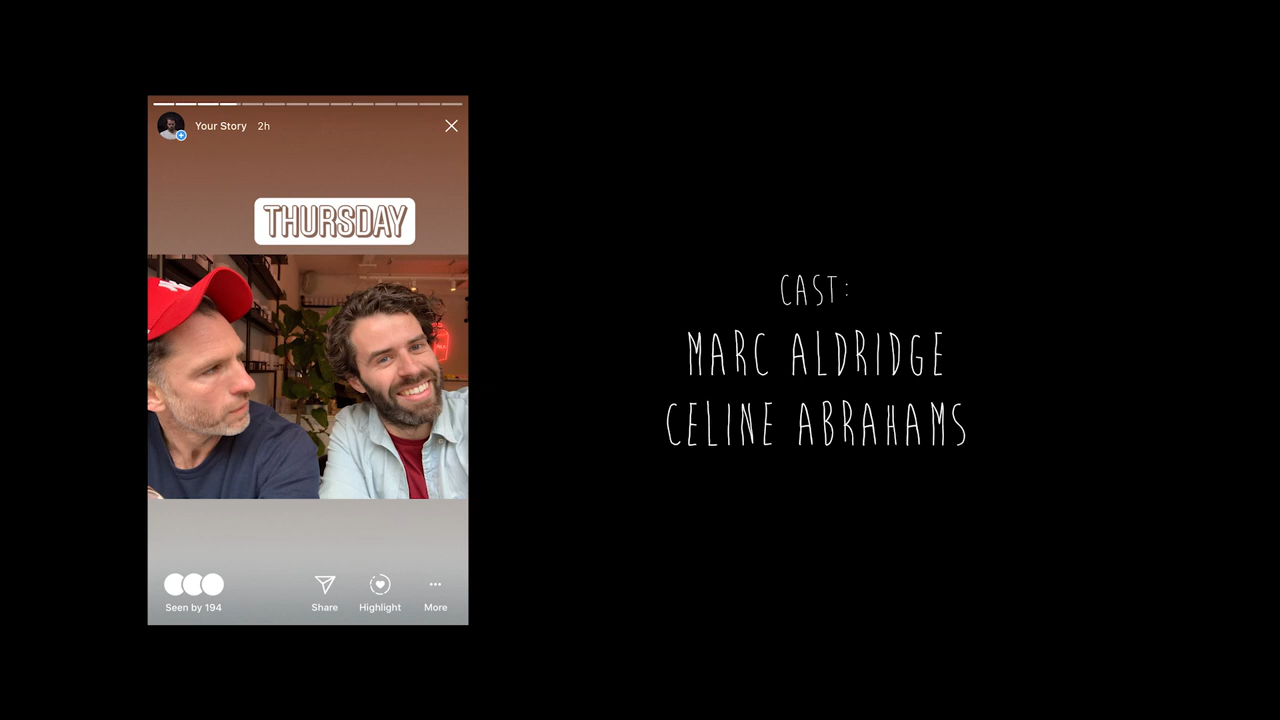 Your Story 2h
THURSDAY
Seen by 194
Share
Highlight
More
CAST:
MARC ALDRIDGE
CELINE ABRAHAMS